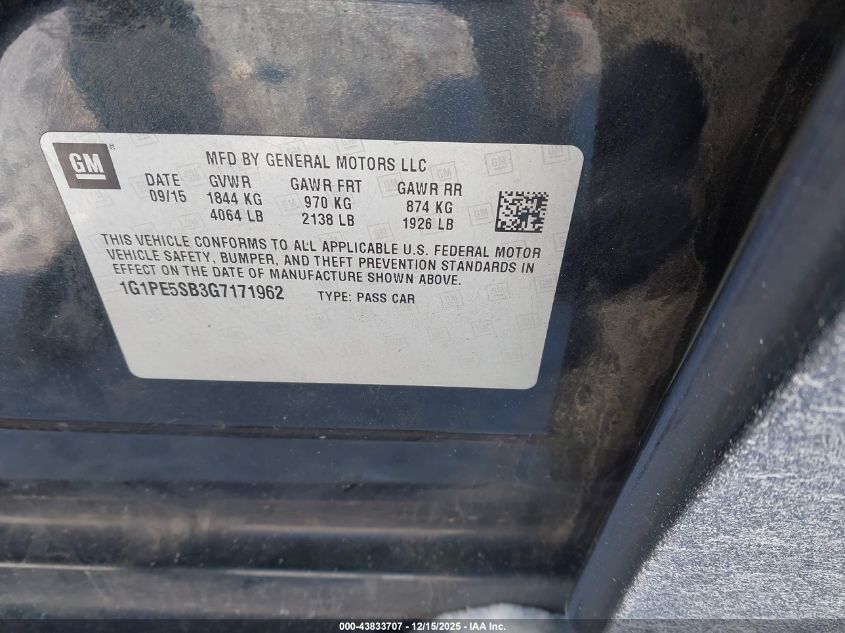 GM
MFD BY GENERAL MOTORS LLC
DATE GVWR GAWR FRT GAWR RR
09/15 1844 KG 970 KG 874 KG
4064 LB 2138 LB 1926 LB
THIS VEHICLE CONFORMS TO ALL APPLICABLE U.S. FEDERAL MOTOR
VEHICLE SAFETY, BUMPER, AND THEFT PREVENTION STANDARDS IN
EFFECT ON THE DATE OF MANUFACTURE SHOWN ABOVE.
1G1PE5SB3G7171962 TYPE: PASS CAR
000-43833707 - 12/15/2025 - IAA Inc.